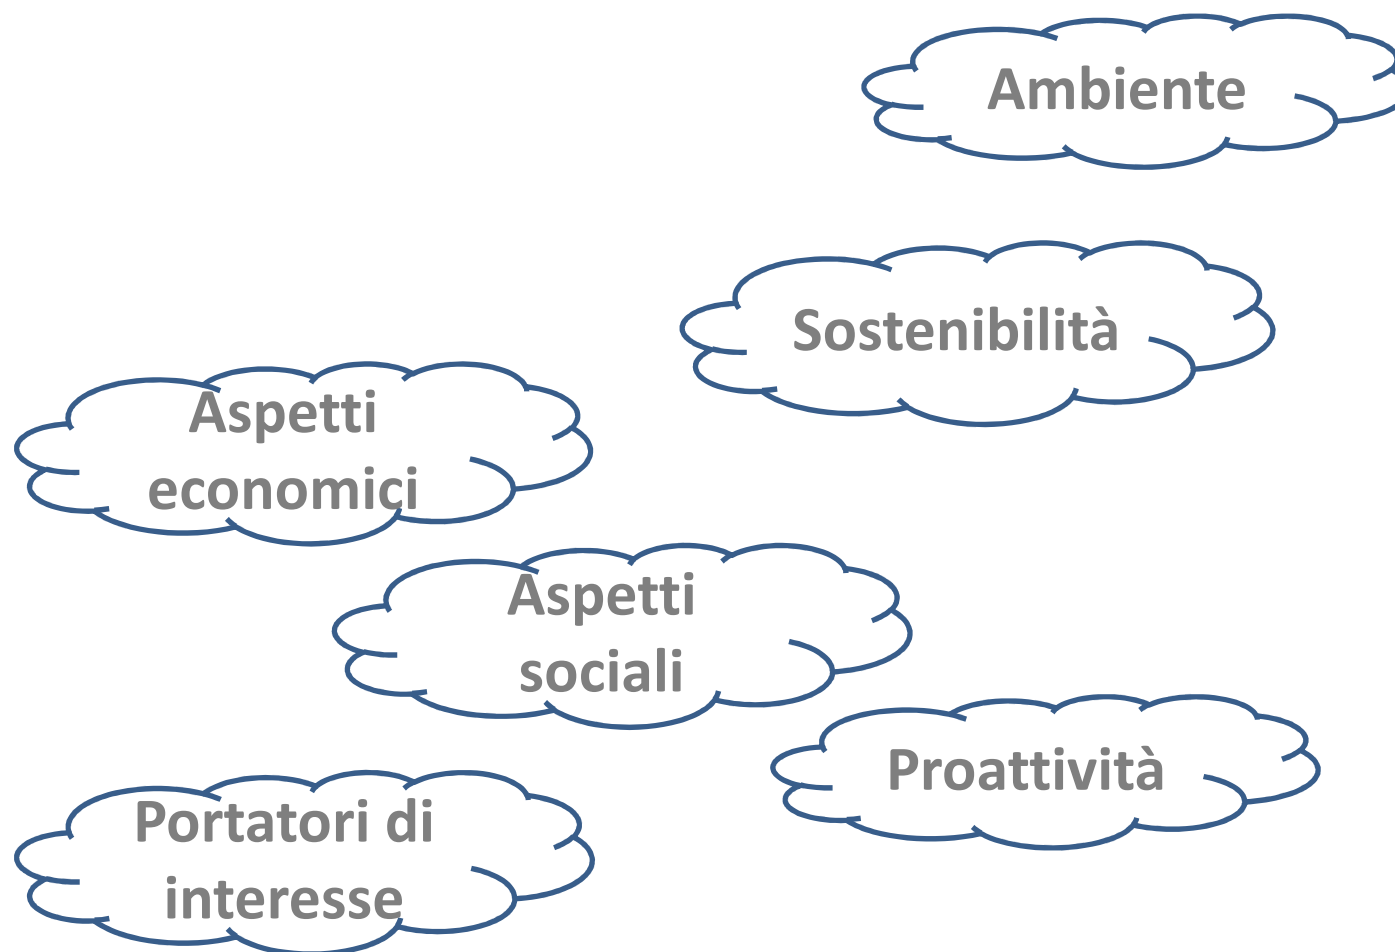 Ambiente
Sostenibilità
Aspetti
economici
Aspetti
sociali
Proattività
Portatori di
interesse